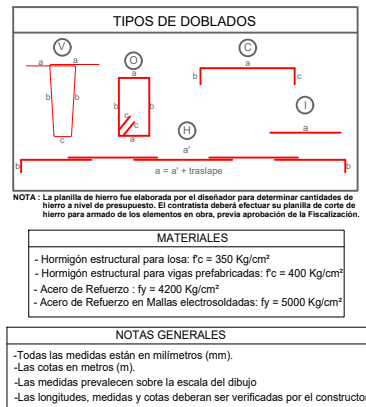 TIPOS DE DOBLADOS
V
O
C
a a
a
a
b b
b b
b c
c
c
c
a
I
a
H
a'
b b
a = a' + traslape
NOTA : La planilla de hierro fue elaborada por el diseñador para determinar cantidades de
hierro a nivel de presupuesto. El contratista deberá efectuar su planilla de corte de
hierro para armado de los elementos en obra, previa aprobación de la Fiscalización.
MATERIALES
- Hormigón estructural para losa: f'c = 350 Kg/cm²
- Hormigón estructural para vigas prefabricadas: f'c = 400 Kg/cm²
- Acero de Refuerzo : fy = 4200 Kg/cm²
- Acero de Refuerzo en Mallas electrosoldadas: fy = 5000 Kg/cm²
NOTAS GENERALES
-Todas las medidas están en milímetros (mm).
-Las cotas en metros (m).
-Las medidas prevalecen sobre la escala del dibujo
-Las longitudes, medidas y cotas deberan ser verificadas por el constructor